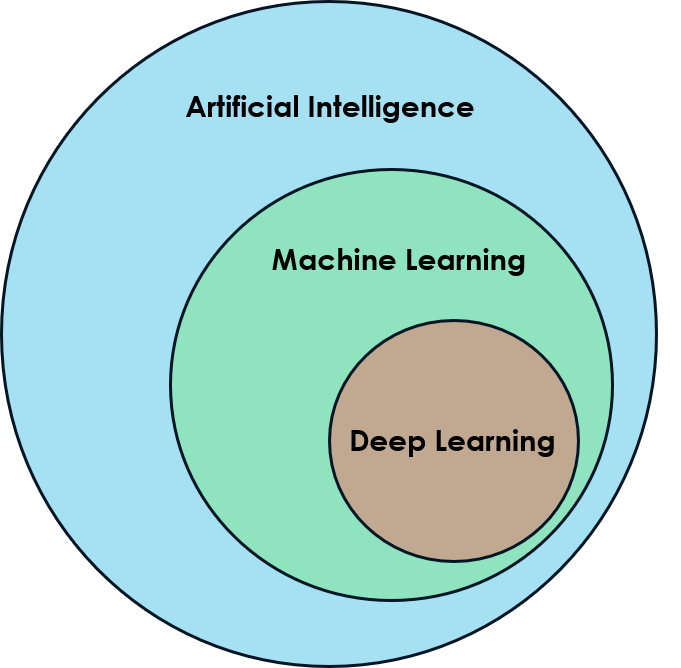 Artificial Intelligence
Machine Learning
Deep Learning